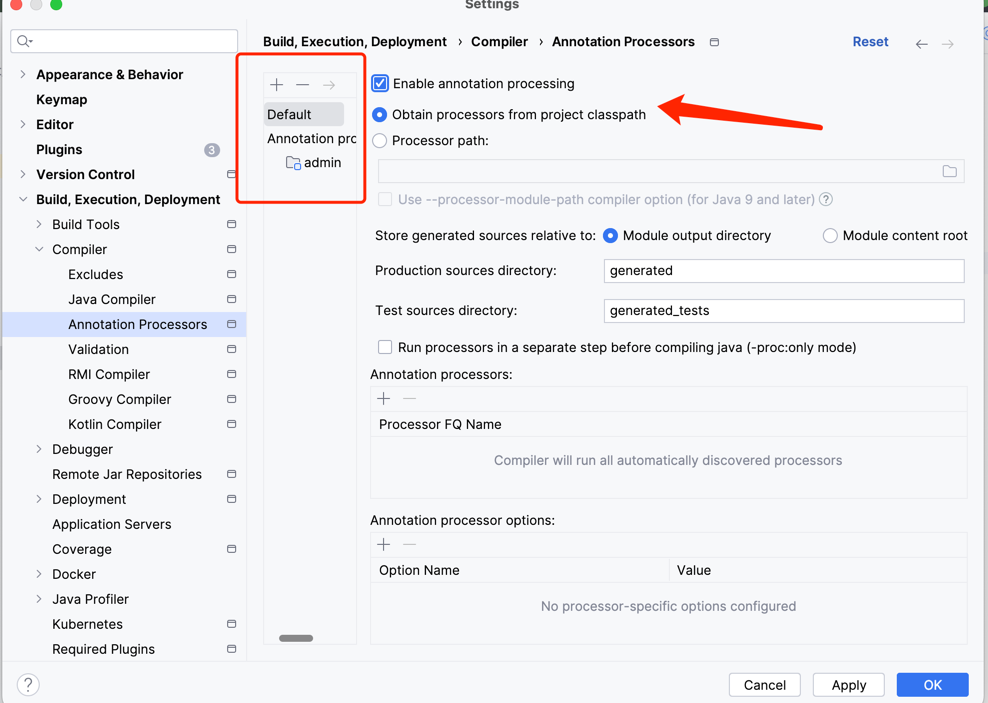 Settings
Build, Execution, Deployment › Compiler › Annotation Processors
Reset
Appearance & Behavior
Keymap
Editor
Plugins
3
Version Control
Build, Execution, Deployment
Build Tools
Compiler
Excludes
Java Compiler
Annotation Processors
Validation
RMI Compiler
Groovy Compiler
Kotlin Compiler
Debugger
Remote Jar Repositories
Deployment
Application Servers
Coverage
Docker
Java Profiler
Kubernetes
Required Plugins
Default
Annotation prc
admin
Enable annotation processing
Obtain processors from project classpath
Processor path:
Use --processor-module-path compiler option (for Java 9 and later) ?
Store generated sources relative to: Module output directory Module content root
Production sources directory: generated
Test sources directory: generated_tests
Run processors in a separate step before compiling java (-proc:only mode)
Annotation processors:
Processor FQ Name
Compiler will run all automatically discovered processors
Annotation processor options:
Option Name Value
No processor-specific options configured
? Cancel Apply OK